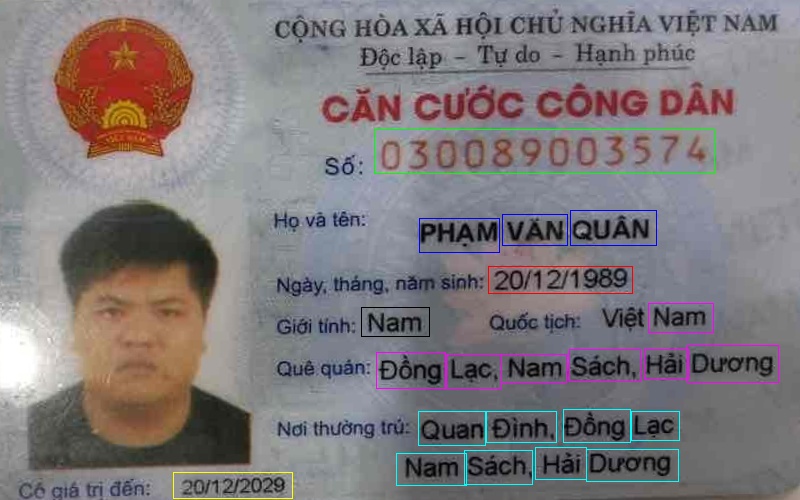 CỘNG HÒA XÃ HỘI CHỦ NGHĨA VIỆT NAM
Độc lập - Tự do - Hạnh phúc
CĂN CƯỚC CÔNG DÂN
Số: 030089003574
Họ và tên: PHẠM VĂN QUÂN
Ngày, tháng, năm sinh: 20/12/1989
Giới tính: Nam Quốc tịch: Việt Nam
Quê quán: Đồng Lạc, Nam Sách, Hải Dương
Nơi thường trú: Quan Đình, Đồng Lạc
Nam Sách, Hải Dương
Có giá trị đến: 20/12/2029